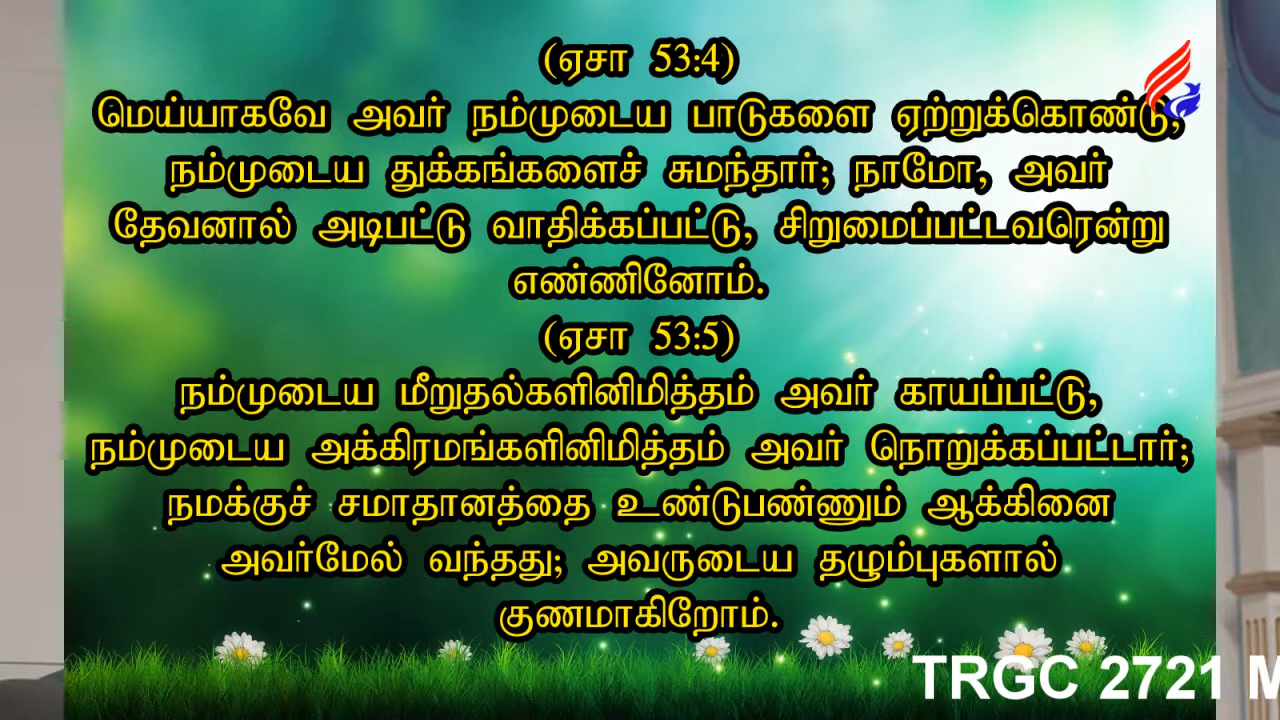 (ஏசா 53:4)
மெய்யாகவே அவர் நம்முடைய பாடுகளை ஏற்றுக்கொண்டு,
நம்முடைய துக்கங்களைச் சுமந்தார்; நாமோ, அவர்
தேவனால் அடிபட்டு வாதிக்கப்பட்டு, சிறுமைப்பட்டவரென்று
எண்ணினோம்.
(ஏசா 53:5)
நம்முடைய மீறுதல்களினிமித்தம் அவர் காயப்பட்டு,
நம்முடைய அக்கிரமங்களினிமித்தம் அவர் நொறுக்கப்பட்டார்;
நமக்குச் சமாதானத்தை உண்டுபண்ணும் ஆக்கினை
அவர்மேல் வந்தது; அவருடைய தழும்புகளால்
குணமாகிறோம்.
TRGC 2721 M